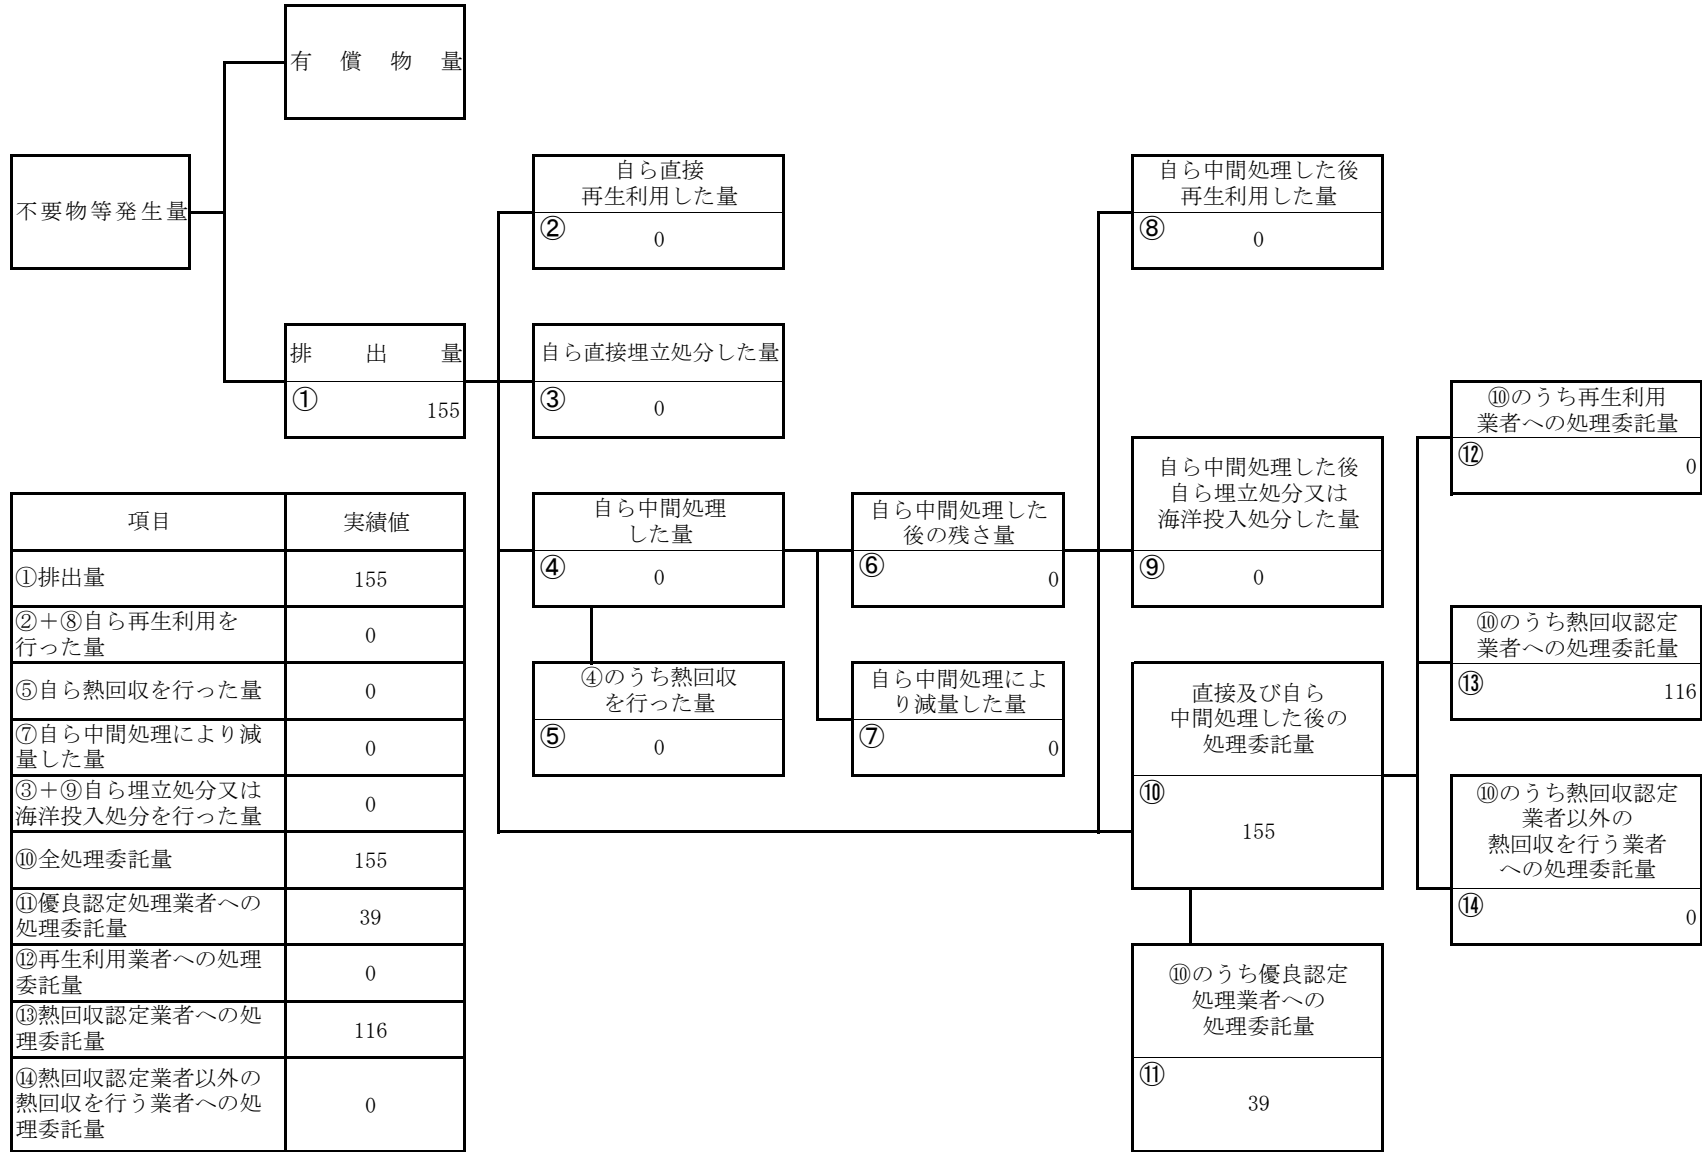 有償物量
不要物等発生量
自ら直接
再生利用した量
②
0
自ら中間処理した後
再生利用した量
⑧
0
排出量
①
155
自ら直接埋立処分した量
③
0
⑩のうち再生利用
業者への処理委託量
⑫
0
自ら中間処理した後
自ら埋立処分又は
海洋投入処分した量
⑨
0
自ら中間処理
した量
④
0
自ら中間処理した
後の残さ量
⑥
0
④のうち熱回収
を行った量
⑤
0
自ら中間処理によ
り減量した量
⑦
0
直接及び自ら
中間処理した後の
処理委託量
⑩
155
⑩のうち熱回収認定
業者への処理委託量
⑬
116
⑩のうち熱回収認定
業者以外の
熱回収を行う業者
への処理委託量
⑭
0
⑩のうち優良認定
処理業者への
処理委託量
⑪
39
項目 実績値
①排出量 155
②+⑧自ら再生利用を
行った量 0
⑤自ら熱回収を行った量 0
⑦自ら中間処理により減
量した量 0
③+⑨自ら埋立処分又は
海洋投入処分を行った量 0
⑩全処理委託量 155
⑪優良認定処理業者への
処理委託量 39
⑫再生利用業者への処理
委託量 0
⑬熱回収認定業者への処
理委託量 116
⑭熱回収認定業者以外の
熱回収を行う業者への処
理委託量 0